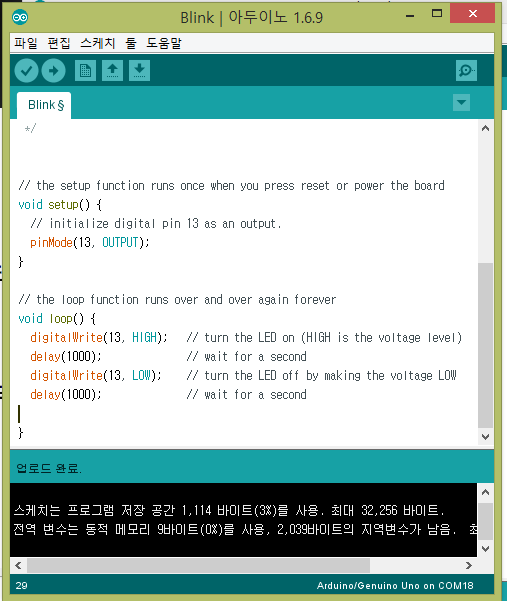 Blink | 아두이노 1.6.9
파일 편집 스케치 툴 도움말
Blink §
*/
// the setup function runs once when you press reset or power the board
void setup() {
// initialize digital pin 13 as an output.
pinMode(13, OUTPUT);
}
// the loop function runs over and over again forever
void loop() {
digitalWrite(13, HIGH); // turn the LED on (HIGH is the voltage level)
delay(1000); // wait for a second
digitalWrite(13, LOW); // turn the LED off by making the voltage LOW
delay(1000); // wait for a second
}
업로드 완료.
스케치는 프로그램 저장 공간 1,114 바이트(3%)를 사용. 최대 32,256 바이트.
전역 변수는 동적 메모리 9바이트(0%)를 사용, 2,039바이트의 지역변수가 남음.
29 Arduino/Genuino Uno on COM18